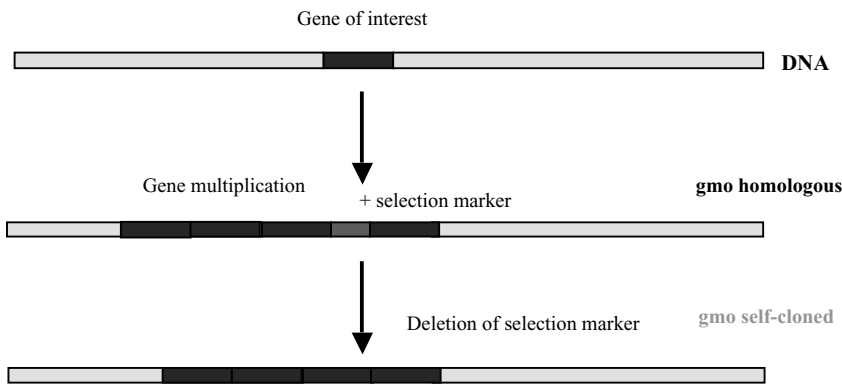 Gene of interest
DNA
Gene multiplication
+ selection marker
gmo homologous
Deletion of selection marker
gmo self-cloned